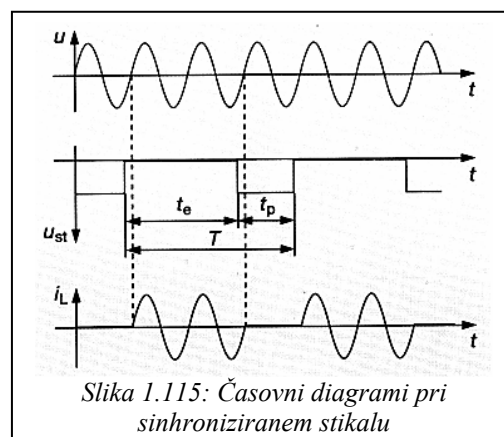 u
t
t
u_st
t_e
t_p
T
i_L
t
Slika 1.115: Časovni diagrami pri
sinhroniziranem stikalu